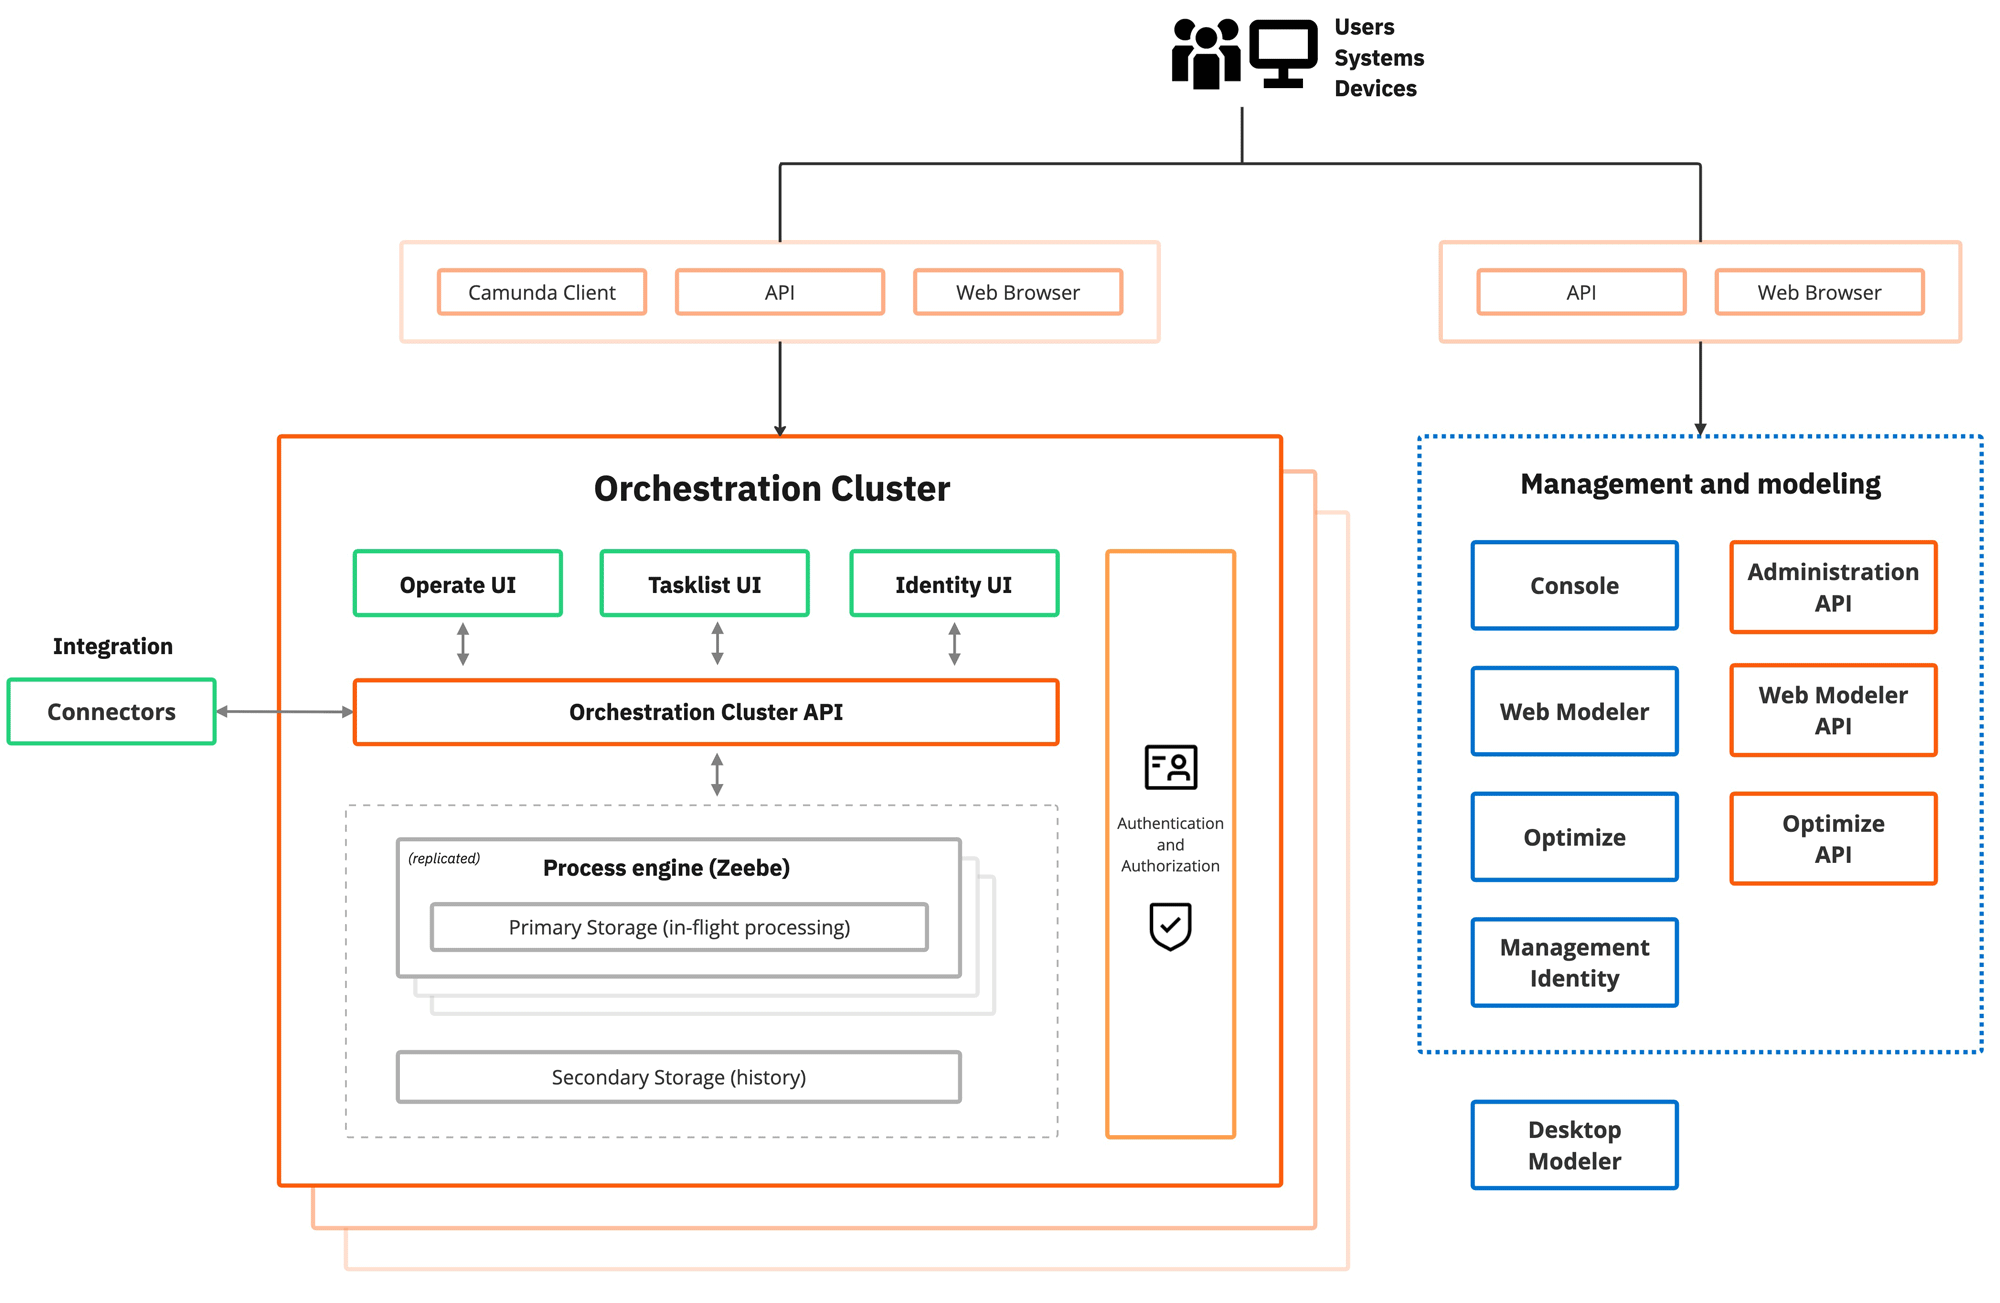 Users
Systems
Devices
Camunda Client
API
Web Browser
API
Web Browser
Orchestration Cluster
Operate UI
Tasklist UI
Identity UI
Integration
Connectors
Orchestration Cluster API
(replicated)
Process engine (Zeebe)
Primary Storage (in-flight processing)
Secondary Storage (history)
Authentication
and
Authorization
Management and modeling
Console
Administration
API
Web Modeler
Web Modeler
API
Optimize
Optimize
API
Management
Identity
Desktop
Modeler